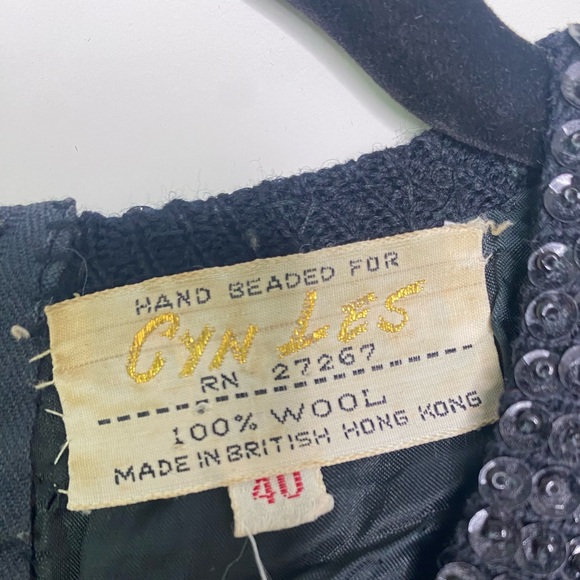 HAND BEADED FOR
CYN LES
RN 27267
100% WOOL
MADE IN BRITISH HONG KONG
40